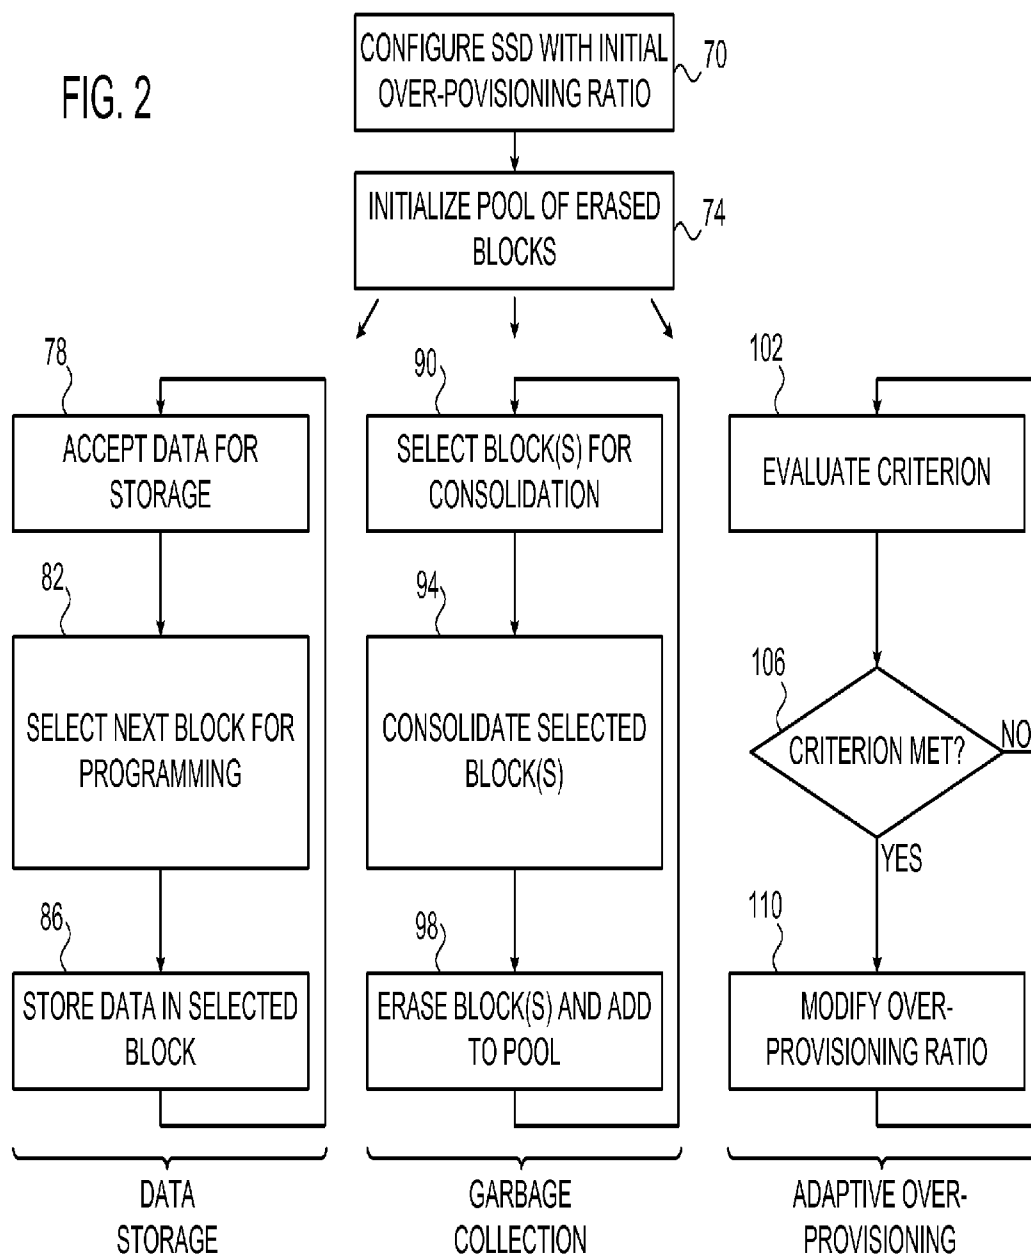 FIG. 2
CONFIGURE SSD WITH INITIAL
OVER-POVISIONING RATIO
70
INITIALIZE POOL OF ERASED
BLOCKS
74
78
ACCEPT DATA FOR
STORAGE
82
SELECT NEXT BLOCK FOR
PROGRAMMING
86
STORE DATA IN SELECTED
BLOCK
DATA
STORAGE
90
SELECT BLOCK(S) FOR
CONSOLIDATION
94
CONSOLIDATE SELECTED
BLOCK(S)
98
ERASE BLOCK(S) AND ADD
TO POOL
GARBAGE
COLLECTION
102
EVALUATE CRITERION
106
CRITERION MET?
NO
YES
110
MODIFY OVER-
PROVISIONING RATIO
ADAPTIVE OVER-
PROVISIONING